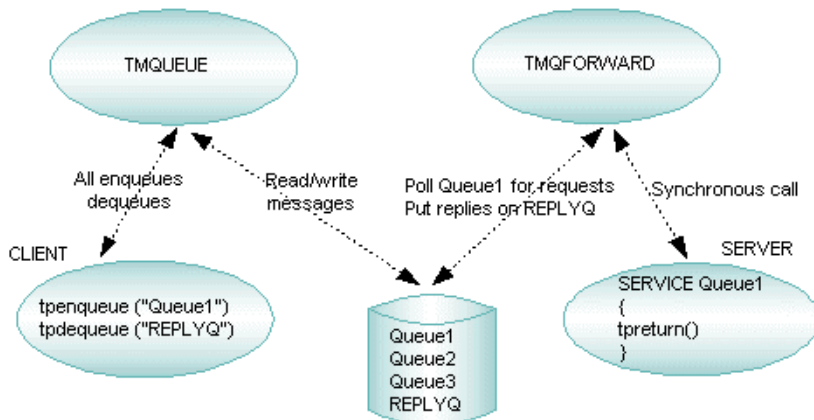 TMQUEUE
TMQFORWARD
All enqueues
dequeues
Read/write
messages
Poll Queue1 for requests
Put replies on REPLYQ
Synchronous call
CLIENT
SERVER
tpenqueue ("Queue1")
tpdequeue ("REPLYQ")
Queue1
Queue2
Queue3
REPLYQ
SERVICE Queue1
{
tpreturn()
}